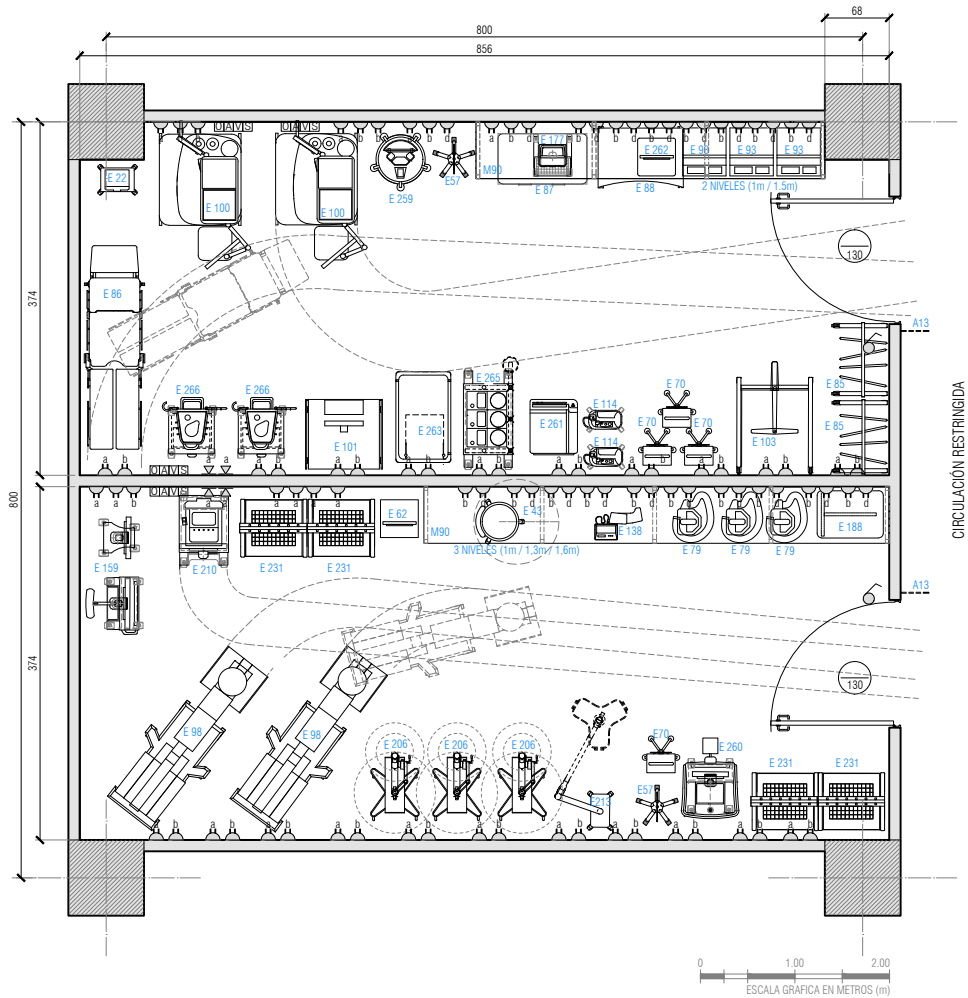 68
800
856
O A V S
O A V S
b d b
b d
a b d
b d
b d
b d
b d
E 177
E 262
E 22
M90
E 93
E 93
E57
E 259
E 87
E 88
2 NIVELES (1m / 1.5m)
E 100
E 100
130
E 86
374
A13
E 266
E 266
E 265
E 70
E 85
E 114
E 261
E 263
E 70
E 70
E 85
E 101
E 103
E 114
a b
O A V S
a a
a b
a b
a b
a b
a b
a b
a b
a b
a b
CIRCULACIÓN RESTRINGIDA
800
O A V S
a a b
a a
a a a b
E 62
M90
E 43
E 138
E 188
3 NIVELES (1m / 1,3m / 1,6m)
E 79
E 79
E 79
E 159
E 210
E 231
E 231
A13
374
130
E 98
E 98
E70
E 260
E 206
E 206
E 206
E 231
E 231
E57
E213
a b
a b
a b
a b
a b
a b
a b
a b
a b
a b
0 1.00 2.00
ESCALA GRAFICA EN METROS (m)